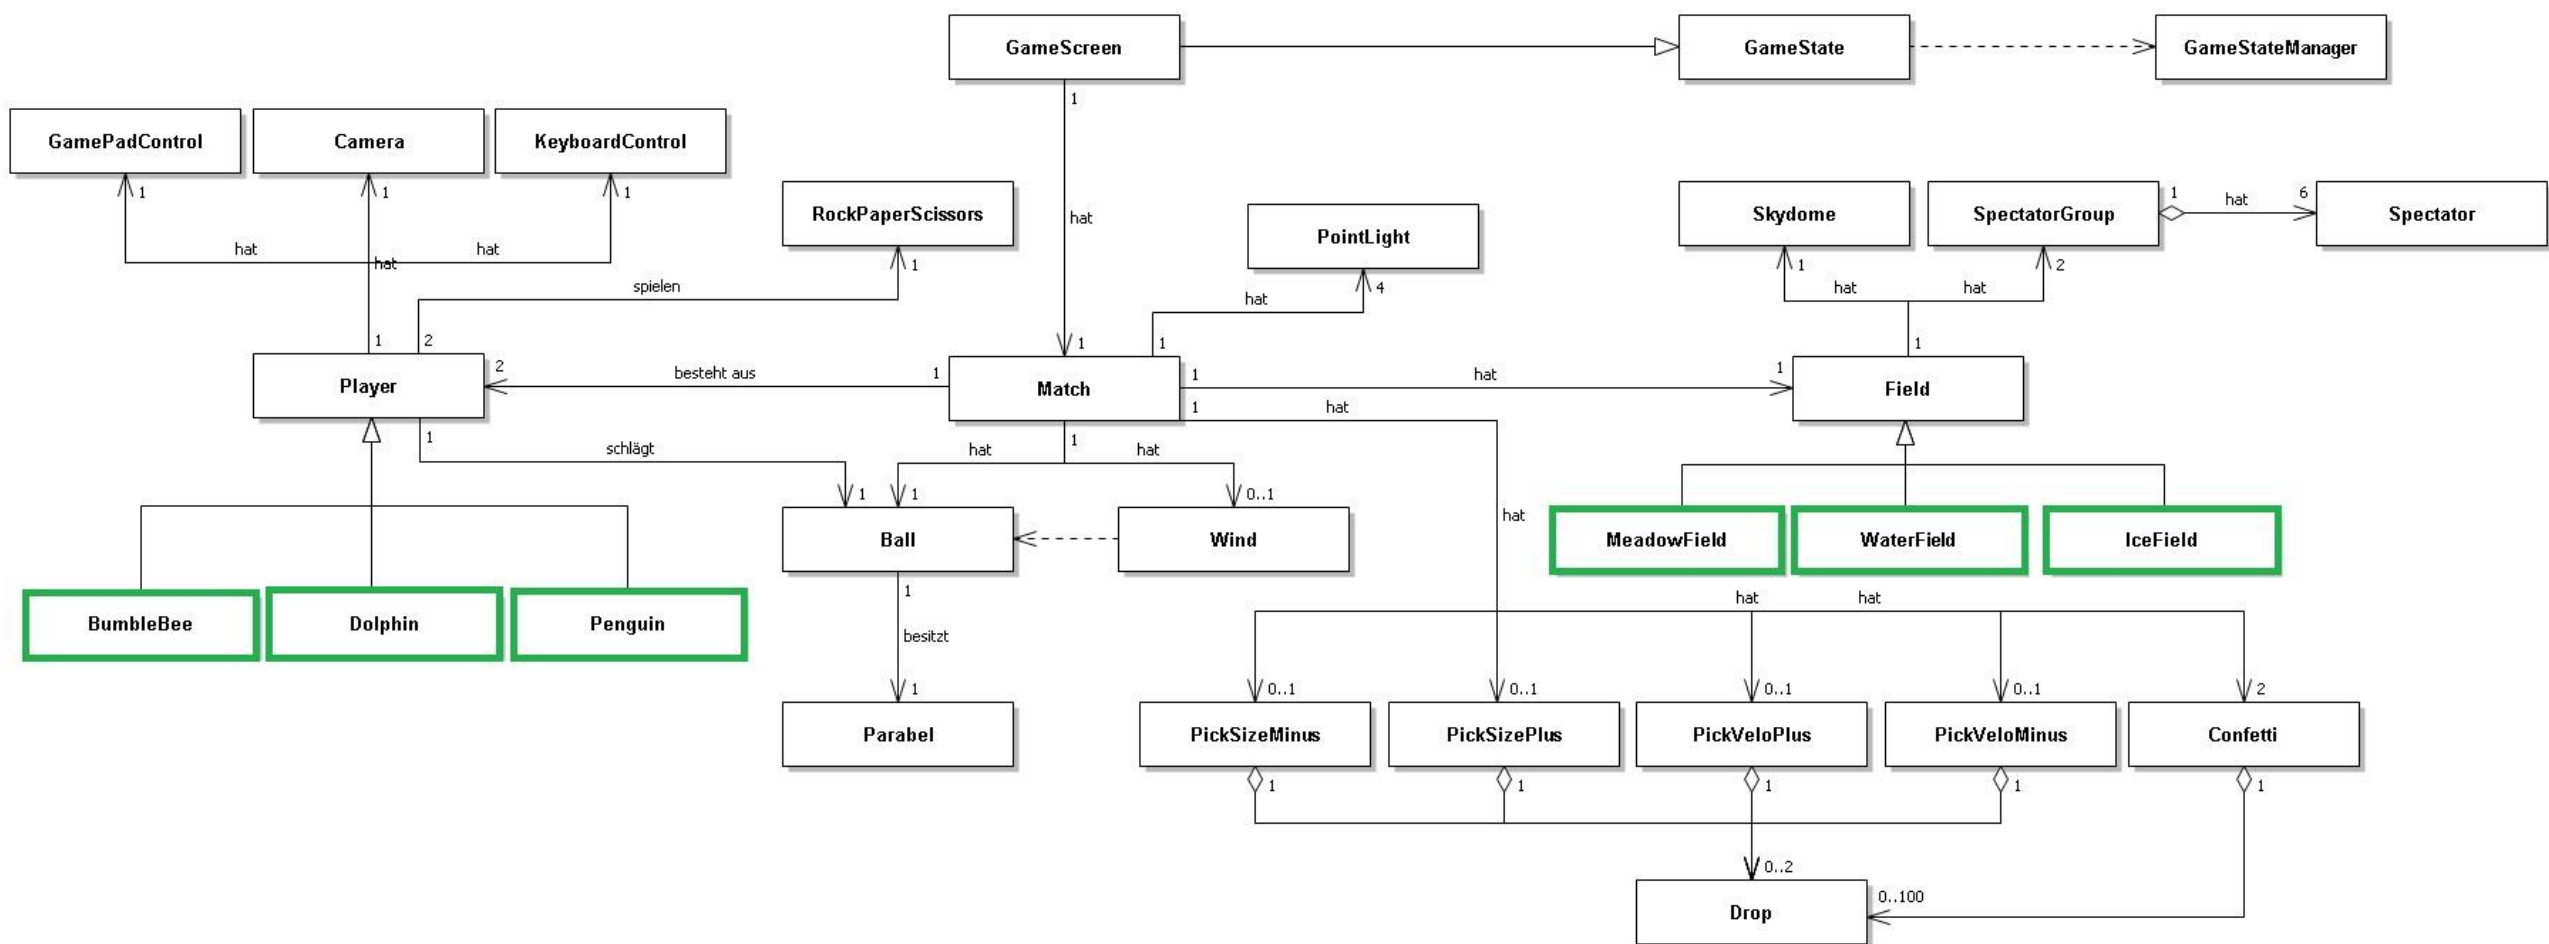 GameScreen
GameState
GameStateManager
1
GamePadControl
Camera
KeyboardControl
1
1
1
RockPaperScissors
hat
PointLight
Skydome
SpectatorGroup
1
hat
6
Spectator
hat
hat
hat
1
spielen
hat
4
1
2
hat
hat
1
2
1
1
1
Player
2
besteht aus
1
Match
1
hat
1
Field
1
hat
1
schlägt
1
hat
hat
1
1
0..1
hat
Ball
Wind
MeadowField
WaterField
IceField
1
hat
hat
BumbleBee
Dolphin
Penguin
besitzt
1
0..1
0..1
0..1
0..1
2
Parabel
PickSizeMinus
PickSizePlus
PickVeloPlus
PickVeloMinus
Confetti
1
1
1
1
1
0..2
0..100
Drop